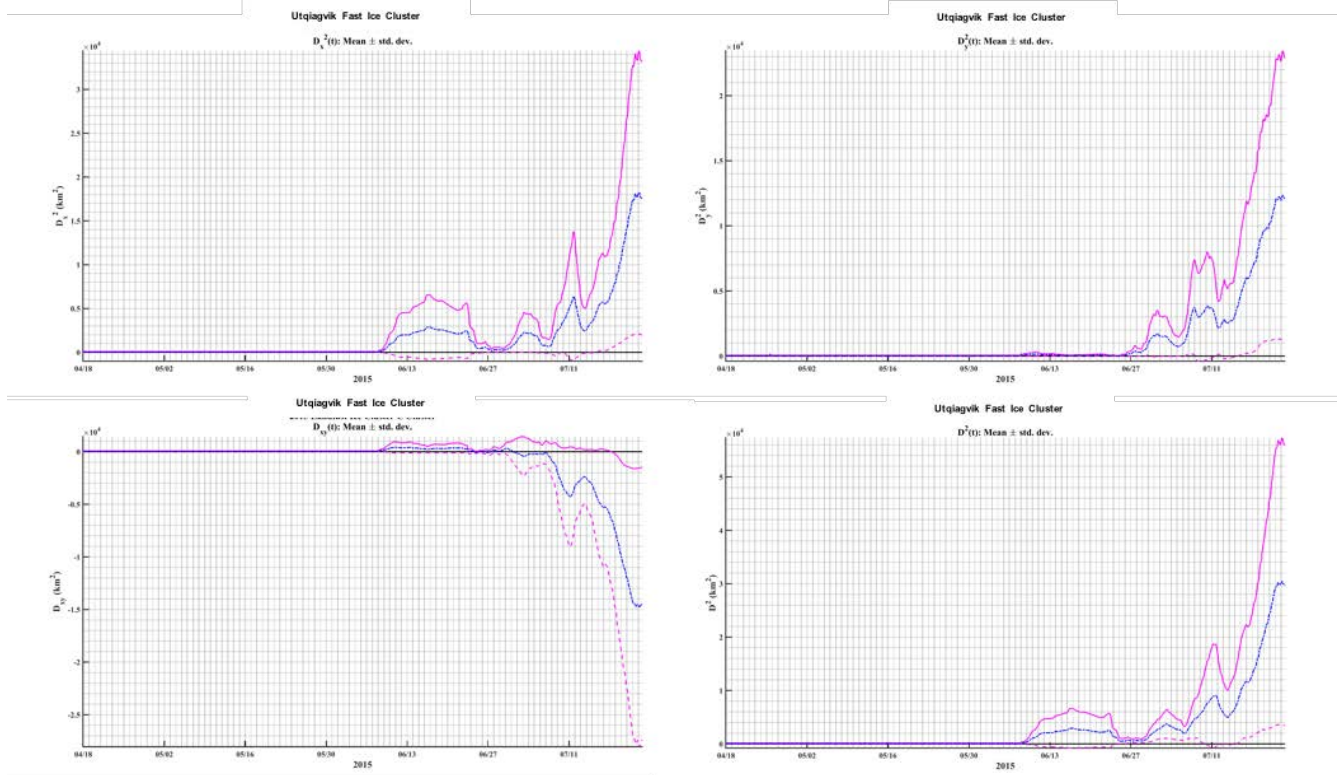 Utqiagvik Fast Ice Cluster
Dx²(t): Mean ± std. dev.
×10⁴
3
2.5
2
1.5
1
0.5
0
Dx² (km²)
04/18 05/02 05/16 05/30 06/13 06/27 07/11
2015
Utqiagvik Fast Ice Cluster
Dy²(t): Mean ± std. dev.
×10⁴
2
1.5
1
0.5
0
Dy² (km²)
04/18 05/02 05/16 05/30 06/13 06/27 07/11
2015
Utqiagvik Fast Ice Cluster
Dxy(t): Mean ± std. dev.
×10⁴
0
-0.5
-1
-1.5
-2
-2.5
Dxy (km²)
04/18 05/02 05/16 05/30 06/13 06/27 07/11
2015
Utqiagvik Fast Ice Cluster
D²(t): Mean ± std. dev.
×10⁴
5
4
3
2
1
0
D² (km²)
04/18 05/02 05/16 05/30 06/13 06/27 07/11
2015